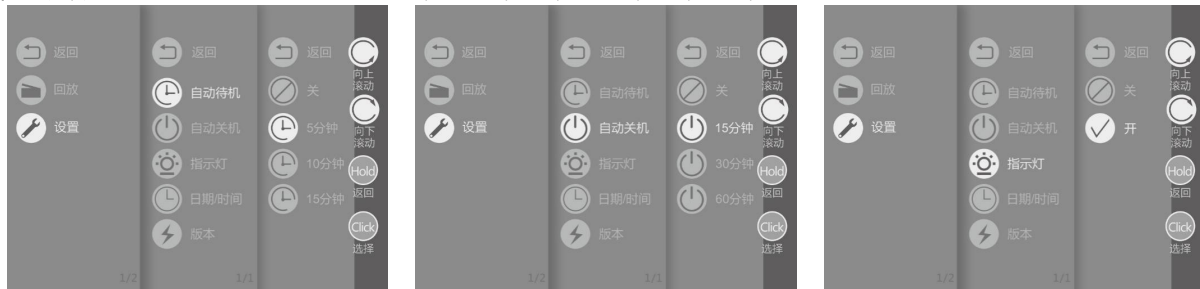 返回
回放
设置
1/2
返回
自动待机
自动关机
指示灯
日期/时间
版本
1/1
返回
关
5分钟
10分钟
15分钟
向上
滚动
向下
滚动
Hold
返回
Click
选择
返回
回放
设置
1/2
返回
自动待机
自动关机
指示灯
日期/时间
版本
1/1
返回
关
15分钟
30分钟
60分钟
向上
滚动
向下
滚动
Hold
返回
Click
选择
返回
回放
设置
1/2
返回
自动待机
自动关机
指示灯
日期/时间
版本
1/1
返回
关
开
向上
滚动
向下
滚动
Hold
返回
Click
选择